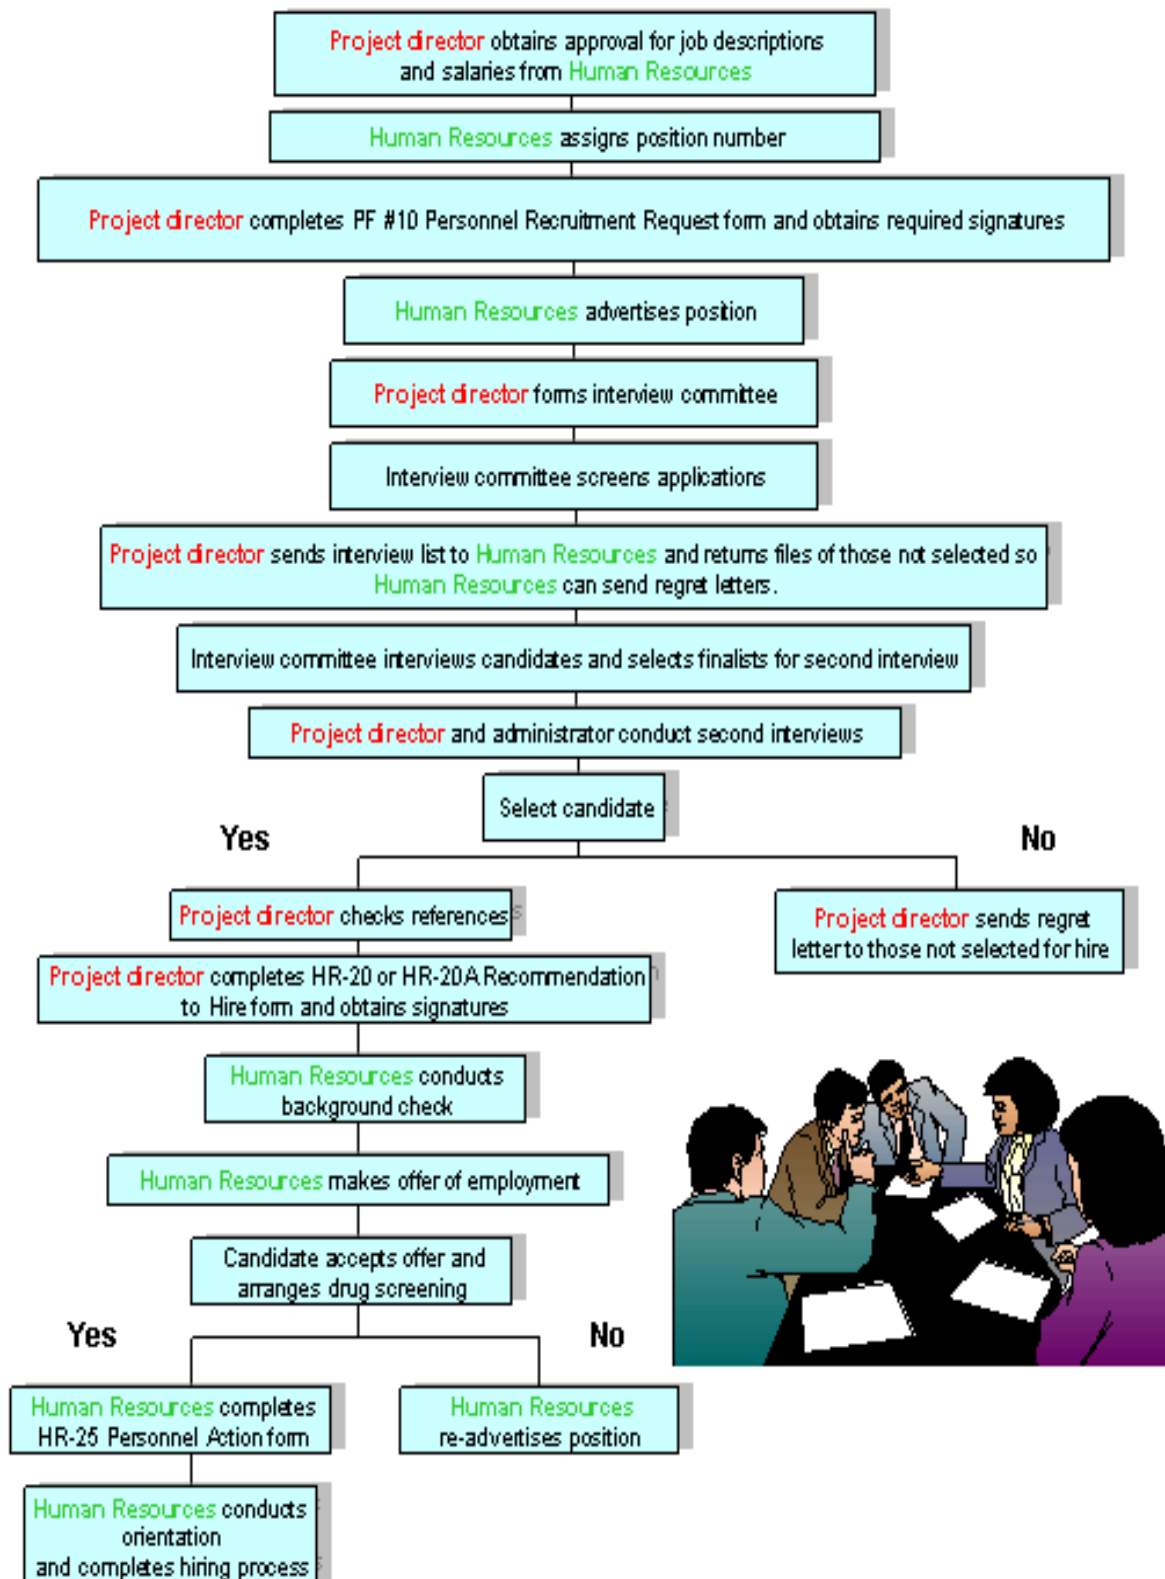 Project director obtains approval for job descriptions
and salaries from Human Resources
Human Resources assigns position number
Project director completes PF #10 Personnel Recruitment Request form and obtains required signatures
Human Resources advertises position
Project director forms interview committee
Interview committee screens applications
Project director sends interview list to Human Resources and returns files of those not selected so
Human Resources can send regret letters.
Interview committee interviews candidates and selects finalists for second interview
Project director and administrator conduct second interviews
Select candidate
Yes
No
Project director checks references
Project director sends regret
letter to those not selected for hire
Project director completes HR-20 or HR-20A Recommendation
to Hire form and obtains signatures
Human Resources conducts
background check
Human Resources makes offer of employment
Candidate accepts offer and
arranges drug screening
Yes
No
Human Resources completes
HR-25 Personnel Action form
Human Resources
re-advertises position
Human Resources conducts
orientation
and completes hiring process